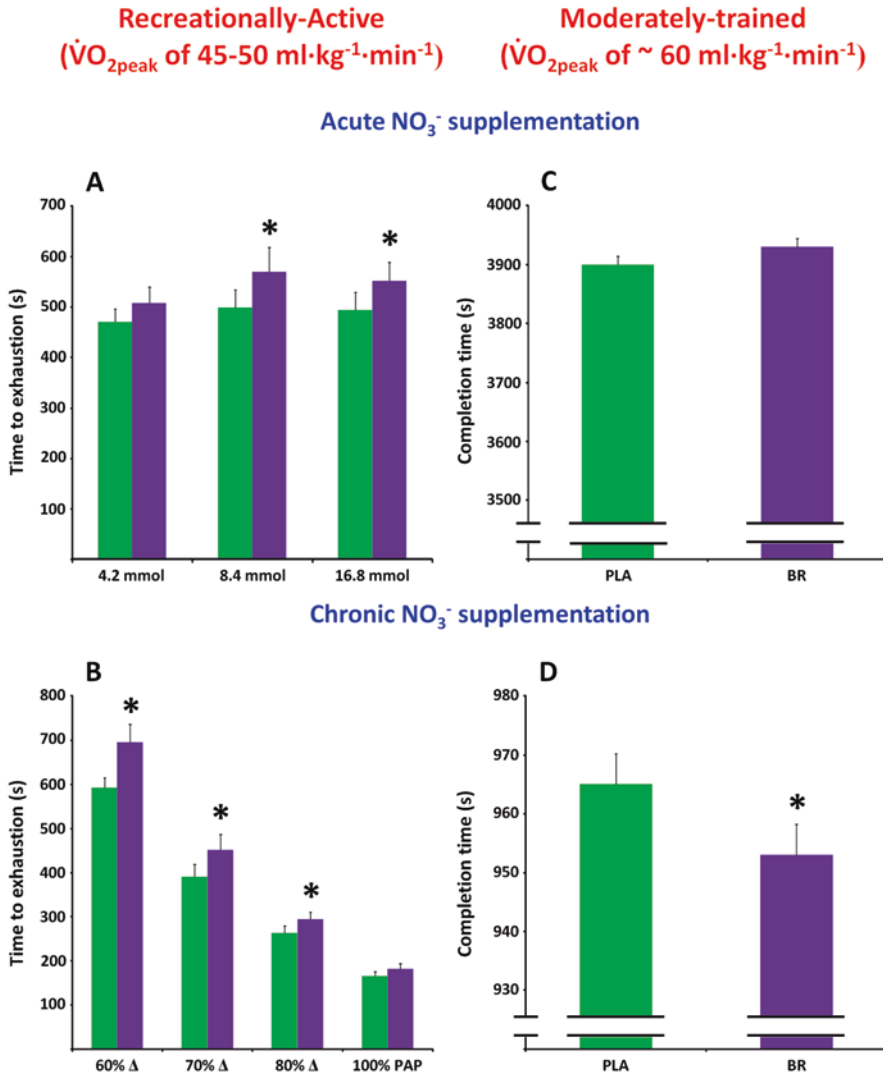 Recreationally-Active
(V̇O₂peak of 45-50 ml·kg⁻¹·min⁻¹)
Moderately-trained
(V̇O₂peak of ~ 60 ml·kg⁻¹·min⁻¹)
Acute NO₃⁻ supplementation
A
Time to exhaustion (s)
700
600
500
400
300
200
100
*
*
4.2 mmol 8.4 mmol 16.8 mmol
C
Completion time (s)
4000
3900
3800
3700
3600
3500
PLA BR
Chronic NO₃⁻ supplementation
B
Time to exhaustion (s)
800
700
600
500
400
300
200
100
*
*
*
60% Δ 70% Δ 80% Δ 100% PAP
D
Completion time (s)
980
970
960
950
940
930
*
PLA BR